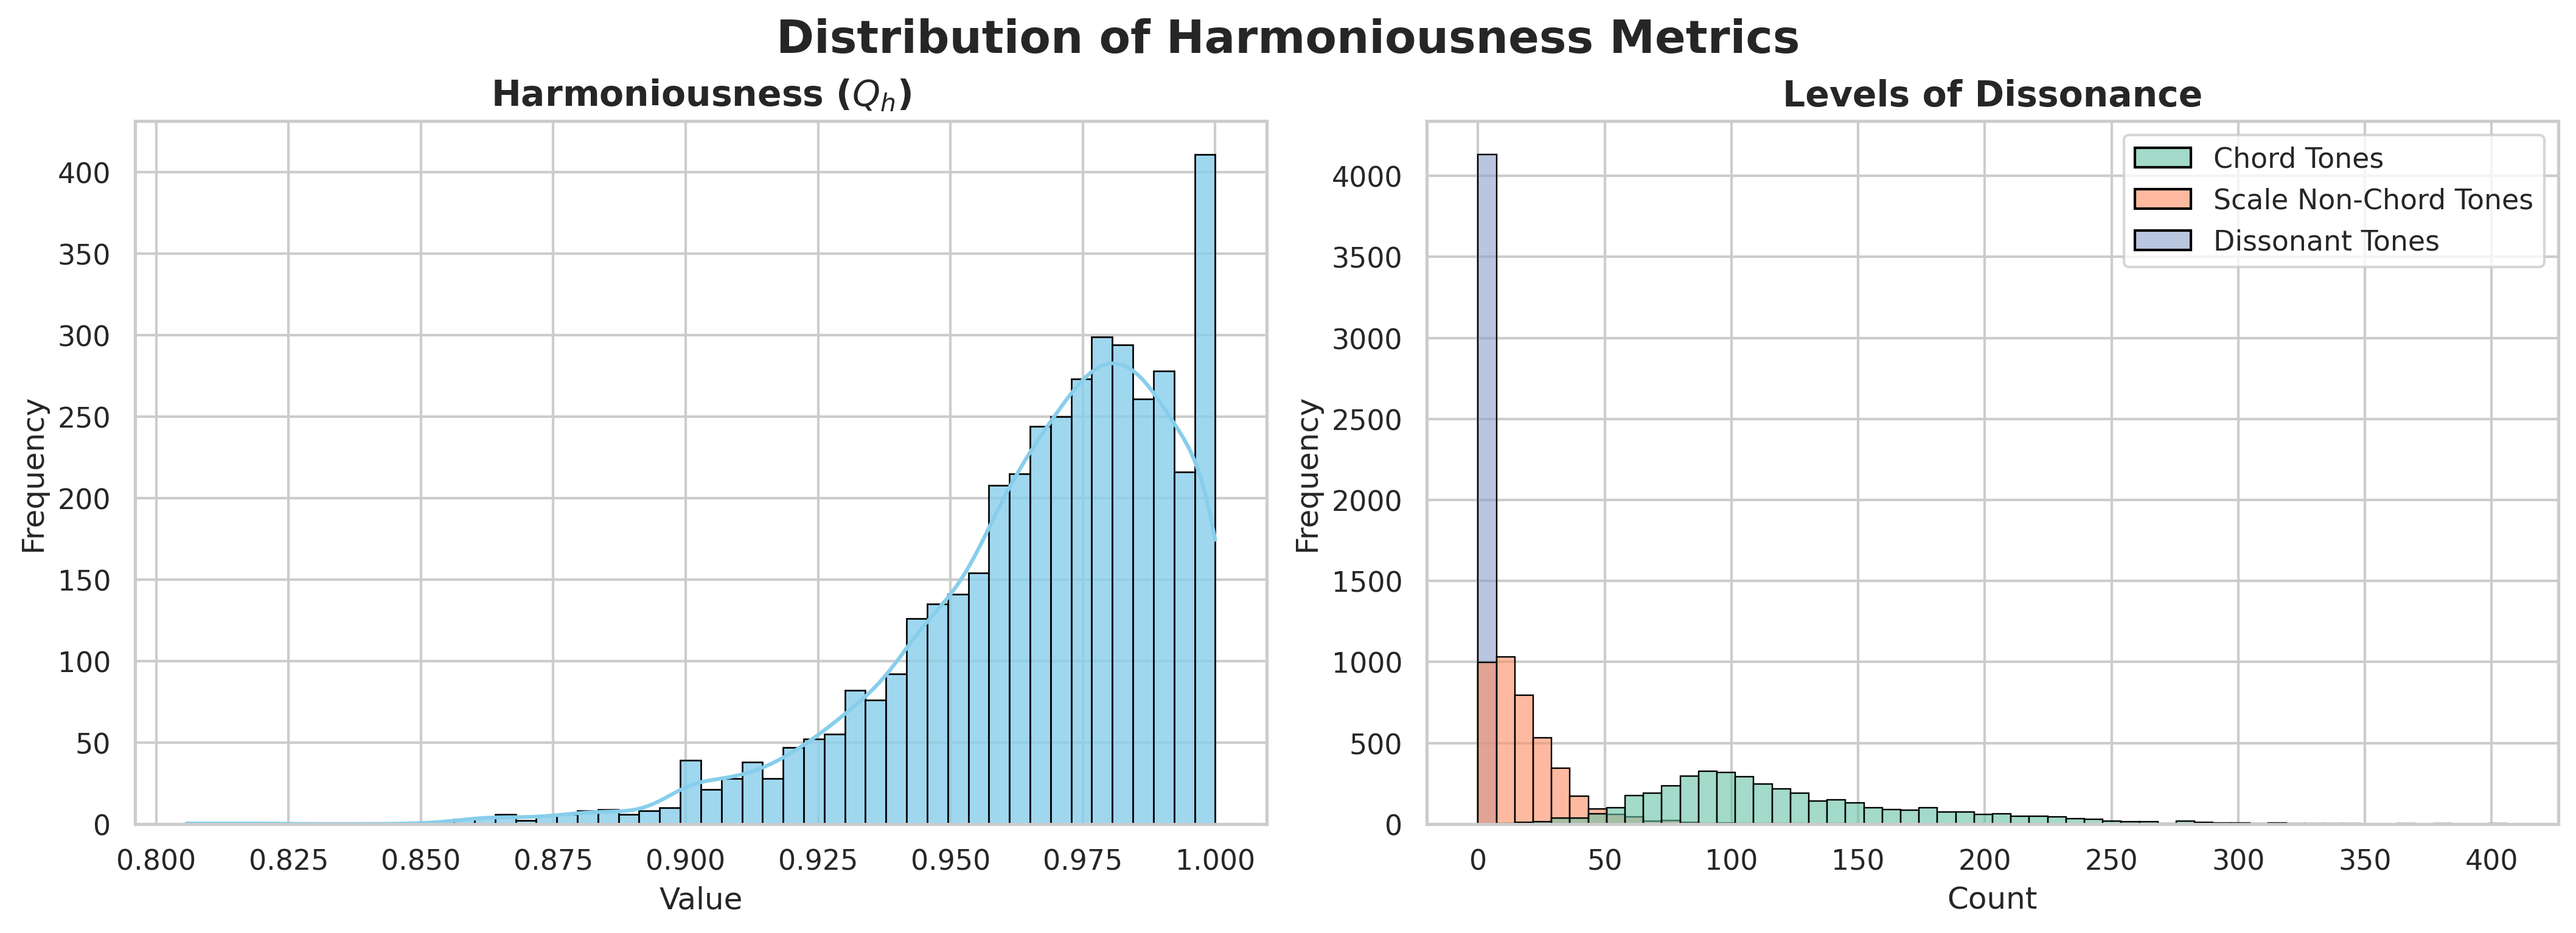 Distribution of Harmoniousness Metrics
Harmoniousness (Qₕ)
Frequency
400
350
300
250
200
150
100
50
0
0.800 0.825 0.850 0.875 0.900 0.925 0.950 0.975 1.000
Value
Levels of Dissonance
Chord Tones
Scale Non-Chord Tones
Dissonant Tones
Frequency
4000
3500
3000
2500
2000
1500
1000
500
0
0 50 100 150 200 250 300 350 400
Count